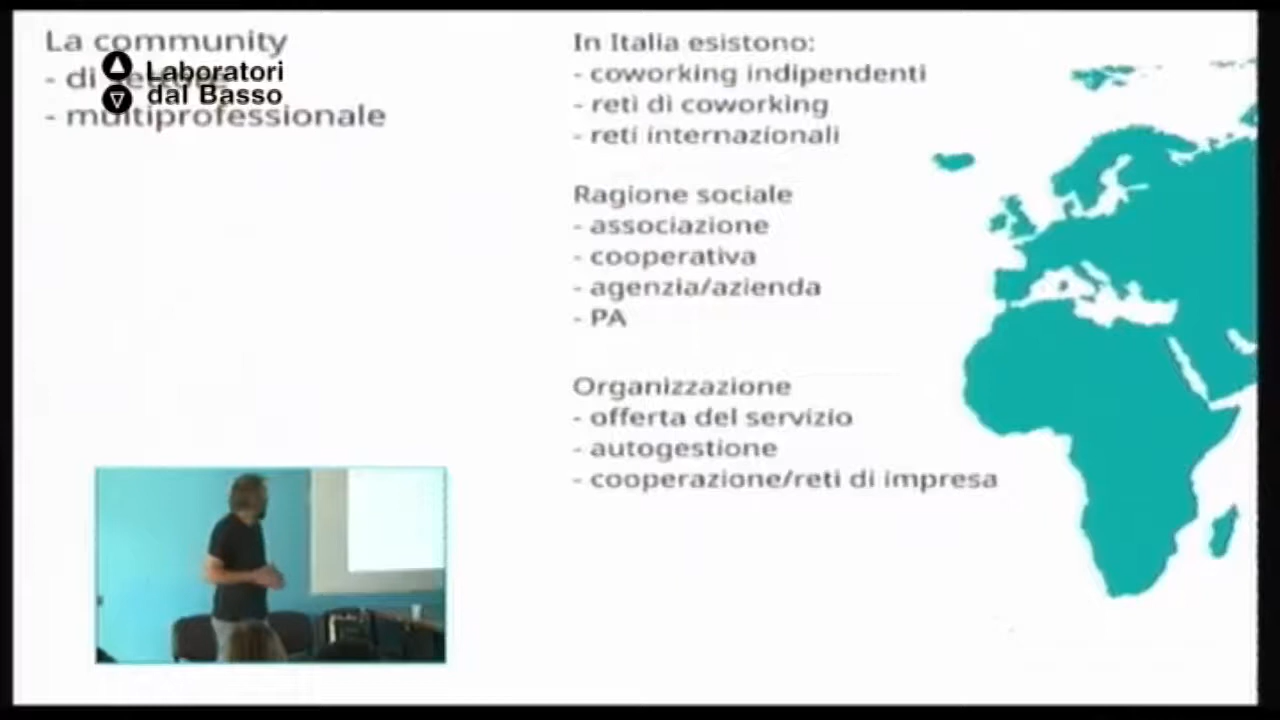 La community
- di
- multiprofessionale
Laboratori
dal Basso
In Italia esistono:
- coworking indipendenti
- reti di coworking
- reti internazionali
Ragione sociale
- associazione
- cooperativa
- agenzia/azienda
- PA
Organizzazione
- offerta del servizio
- autogestione
- cooperazione/reti di impresa